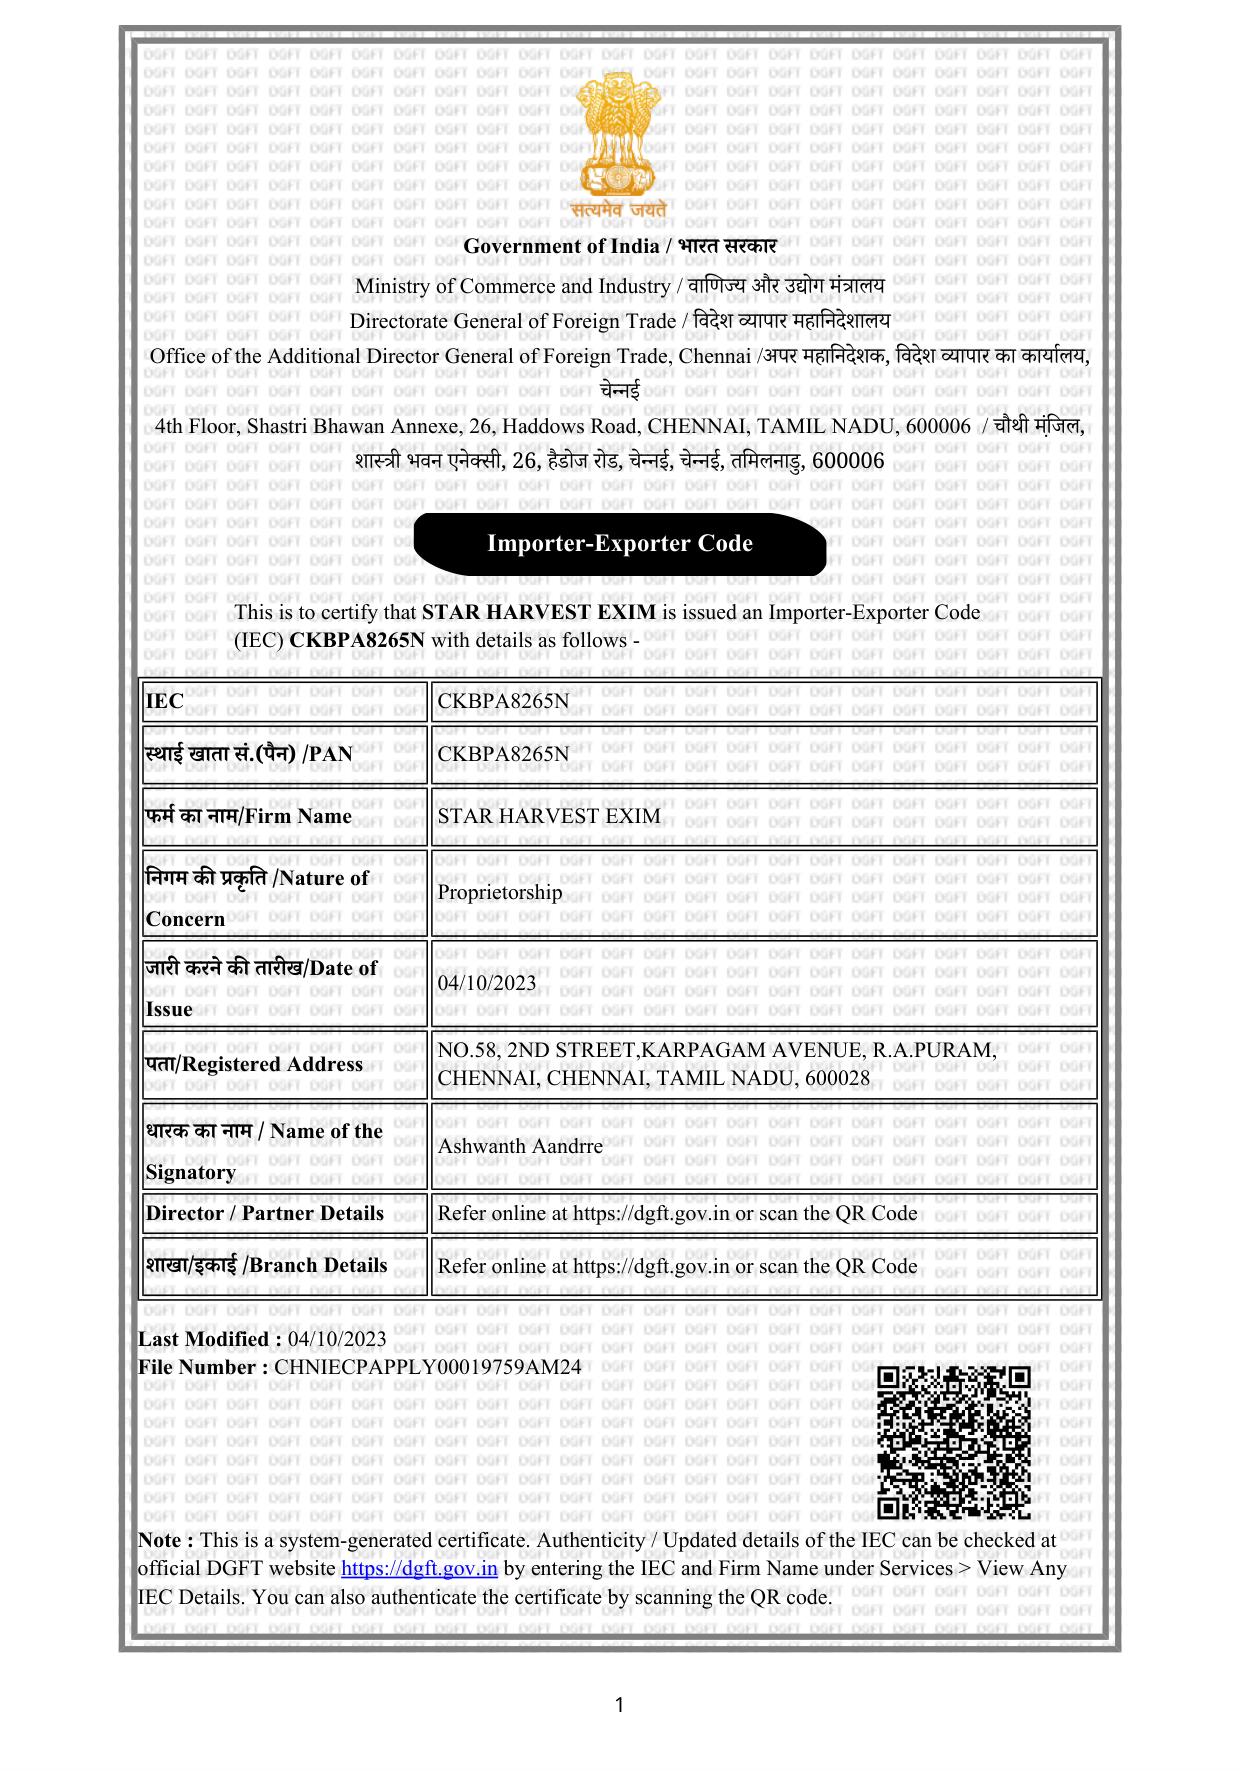 सत्यमेव जयते
Government of India / भारत सरकार
Ministry of Commerce and Industry / वाणिज्य और उद्योग मंत्रालय
Directorate General of Foreign Trade / विदेश व्यापार महानिदेशालय
Office of the Additional Director General of Foreign Trade, Chennai /अपर महानिदेशक, विदेश व्यापार का कार्यालय,
चेन्नई
4th Floor, Shastri Bhawan Annexe, 26, Haddows Road, CHENNAI, TAMIL NADU, 600006 / चौथी मंज़िल,
शास्त्री भवन एनेक्सी, 26, हैडोज रोड, चेन्नई, चेन्नई, तमिलनाडु, 600006
Importer-Exporter Code
This is to certify that STAR HARVEST EXIM is issued an Importer-Exporter Code
(IEC) CKBPA8265N with details as follows -
IEC CKBPA8265N
स्थाई खाता सं.(पैन) /PAN CKBPA8265N
फर्म का नाम/Firm Name STAR HARVEST EXIM
निगम की प्रकृति /Nature of
Concern
Proprietorship
जारी करने की तारीख/Date of
Issue
04/10/2023
पता/Registered Address
NO.58, 2ND STREET,KARPAGAM AVENUE, R.A.PURAM,
CHENNAI, CHENNAI, TAMIL NADU, 600028
धारक का नाम / Name of the
Signatory
Ashwanth Aandrre
Director / Partner Details Refer online at https://dgft.gov.in or scan the QR Code
शाखा/इकाई /Branch Details Refer online at https://dgft.gov.in or scan the QR Code
Last Modified : 04/10/2023
File Number : CHNIECPAPPLY00019759AM24
Note : This is a system-generated certificate. Authenticity / Updated details of the IEC can be checked at
official DGFT website https://dgft.gov.in by entering the IEC and Firm Name under Services > View Any
IEC Details. You can also authenticate the certificate by scanning the QR code.
1